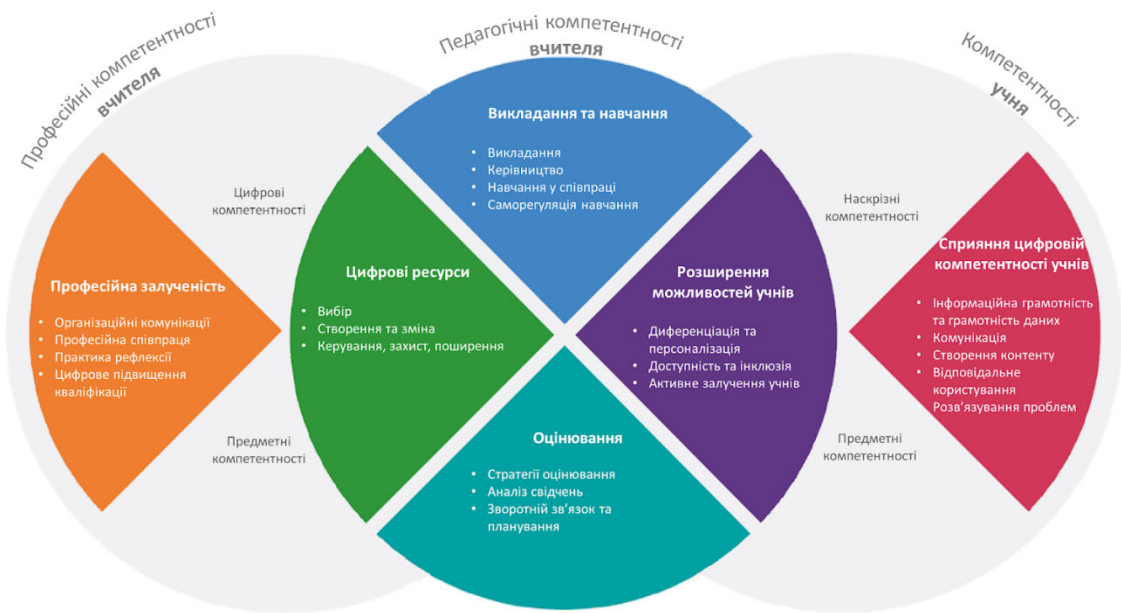 Професійні компетентності
вчителя
Педагогічні компетентності
вчителя
Компетентності
учня
Професійна залученість
• Організаційні комунікації
• Професійна співпраця
• Практика рефлексії
• Цифрове підвищення
кваліфікації
Цифрові
компетентності
Предметні
компетентності
Цифрові ресурси
• Вибір
• Створення та зміна
• Керування, захист, поширення
Викладання та навчання
• Викладання
• Керівництво
• Навчання у співпраці
• Саморегуляція навчання
Оцінювання
• Стратегії оцінювання
• Аналіз свідчень
• Зворотній зв’язок та
планування
Розширення
можливостей учнів
• Диференціація та
персоналізація
• Доступність та інклюзія
• Активне залучення учнів
Наскрізні
компетентності
Предметні
компетентності
Сприяння цифровій
компетентності учнів
• Інформаційна грамотність
та грамотність даних
• Комунікація
• Створення контенту
• Відповідальне
користування
• Розв’язування проблем